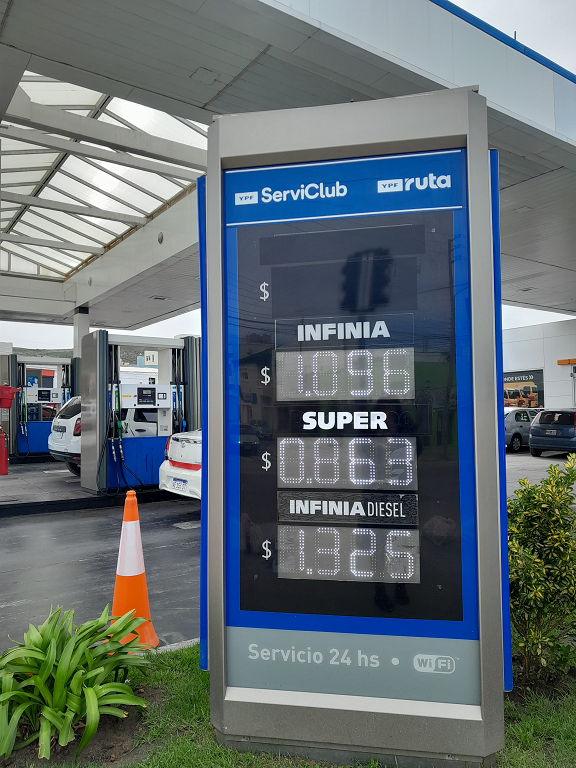 YPF ServiClub YPF ruta
$
INFINIA
$ 1.096
SUPER
$ 0.863
INFINIA DIESEL
$ 1.325
Servicio 24 hs • WiFi